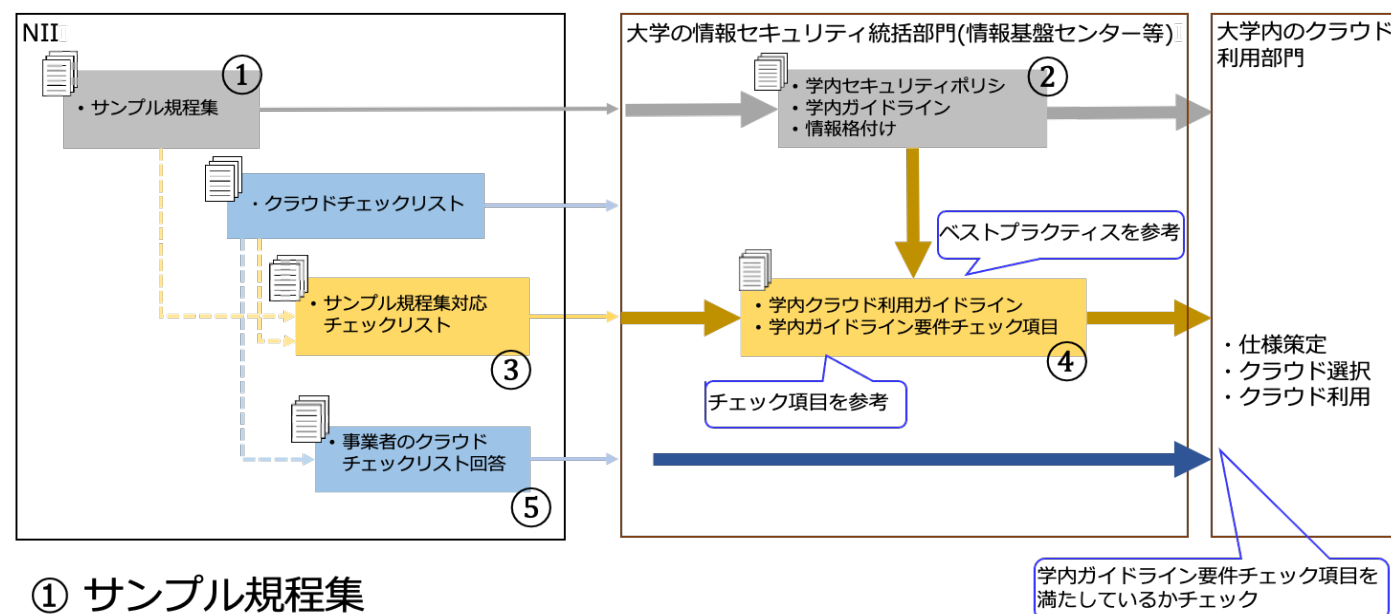 NII
大学の情報セキュリティ統括部門(情報基盤センター等)
大学内のクラウド
利用部門
①
・サンプル規程集
②
・学内セキュリティポリシ
・学内ガイドライン
・情報格付け
・クラウドチェックリスト
ベストプラクティスを参考
・サンプル規程集対応
チェックリスト
③
・学内クラウド利用ガイドライン
・学内ガイドライン要件チェック項目
④
・仕様策定
・クラウド選択
・クラウド利用
チェック項目を参考
・事業者のクラウド
チェックリスト回答
⑤
学内ガイドライン要件チェック項目を
満たしているかチェック
① サンプル規程集